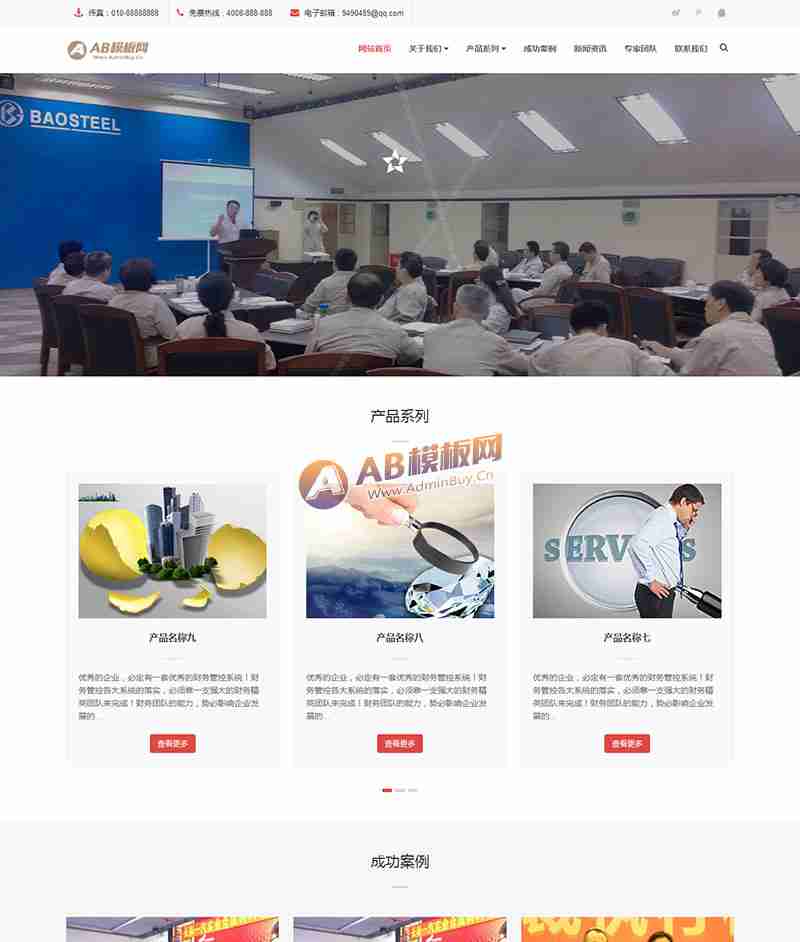 传真：010-88888888
免费热线：4008-888-888
电子邮箱：9490489@qq.com
AB模板网
Www.AdminBuy.Cn
网站首页
关于我们
产品系列
成功案例
新闻资讯
专家团队
联系我们
BAOSTEEL
产品系列
AB模板网
Www.AdminBuy.Cn
SERV
S
产品名称九
产品名称八
产品名称七
优秀的企业，必定有一套优秀的财务管控系统！财
务管控各大系统的落实，必须靠一支强大的财务精
英团队来完成！财务团队的能力，势必影响企业发
展的...
优秀的企业，必定有一套优秀的财务管控系统！财
务管控各大系统的落实，必须靠一支强大的财务精
英团队来完成！财务团队的能力，势必影响企业发
展的...
优秀的企业，必定有一套优秀的财务管控系统！财
务管控各大系统的落实，必须靠一支强大的财务精
英团队来完成！财务团队的能力，势必影响企业发
展的...
查看更多
查看更多
查看更多
成功案例